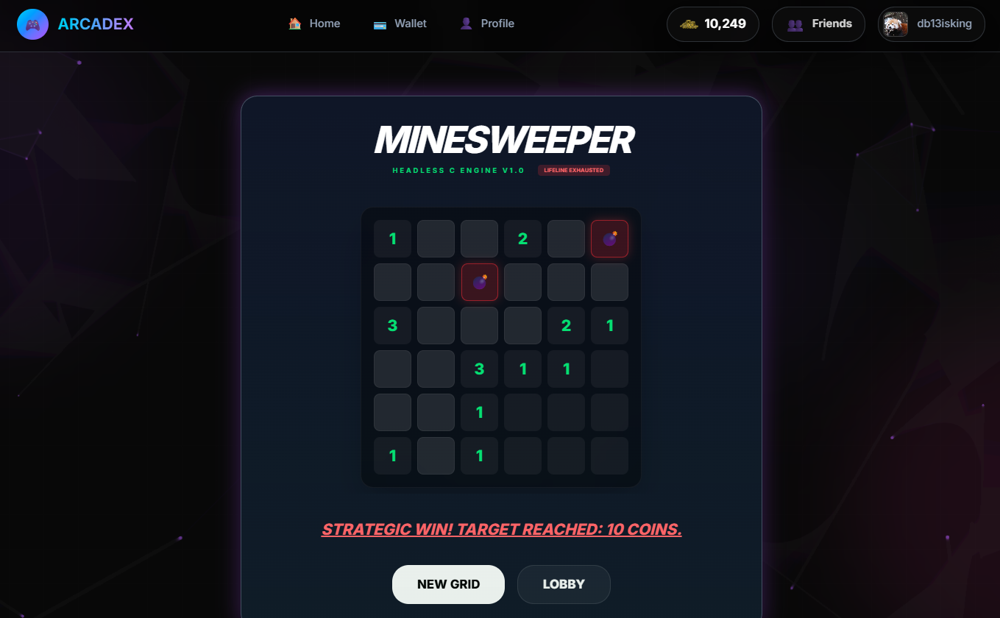 ARCADEX
Home
Wallet
Profile
10,249
Friends
db13isking
MINESWEEPER
HEADLESS C ENGINE V1.0
LIFELINE EXHAUSTED
1 2
3 2 1
3 1 1
1
1 1
STRATEGIC WIN! TARGET REACHED: 10 COINS.
NEW GRID
LOBBY